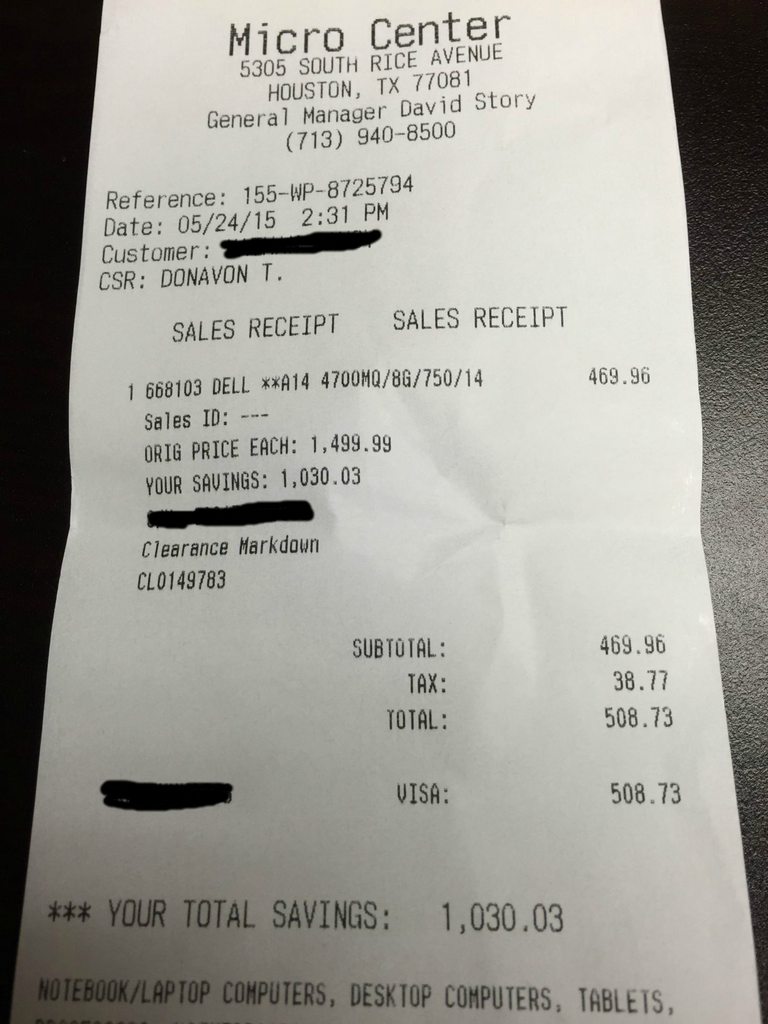 Micro Center
5305 SOUTH RICE AVENUE
HOUSTON, TX 77081
General Manager David Story
(713) 940-8500
Reference: 155-WP-8725794
Date: 05/24/15 2:31 PM
Customer:
CSR: DONAVON T.
SALES RECEIPT SALES RECEIPT
1 668103 DELL **A14 4700MQ/8G/750/14 469.96
Sales ID: ---
ORIG PRICE EACH: 1,499.99
YOUR SAVINGS: 1,030.03
Clearance Markdown
CL0149783
SUBTOTAL: 469.96
TAX: 38.77
TOTAL: 508.73
VISA: 508.73
*** YOUR TOTAL SAVINGS: 1,030.03
NOTEBOOK/LAPTOP COMPUTERS, DESKTOP COMPUTERS, TABLETS,